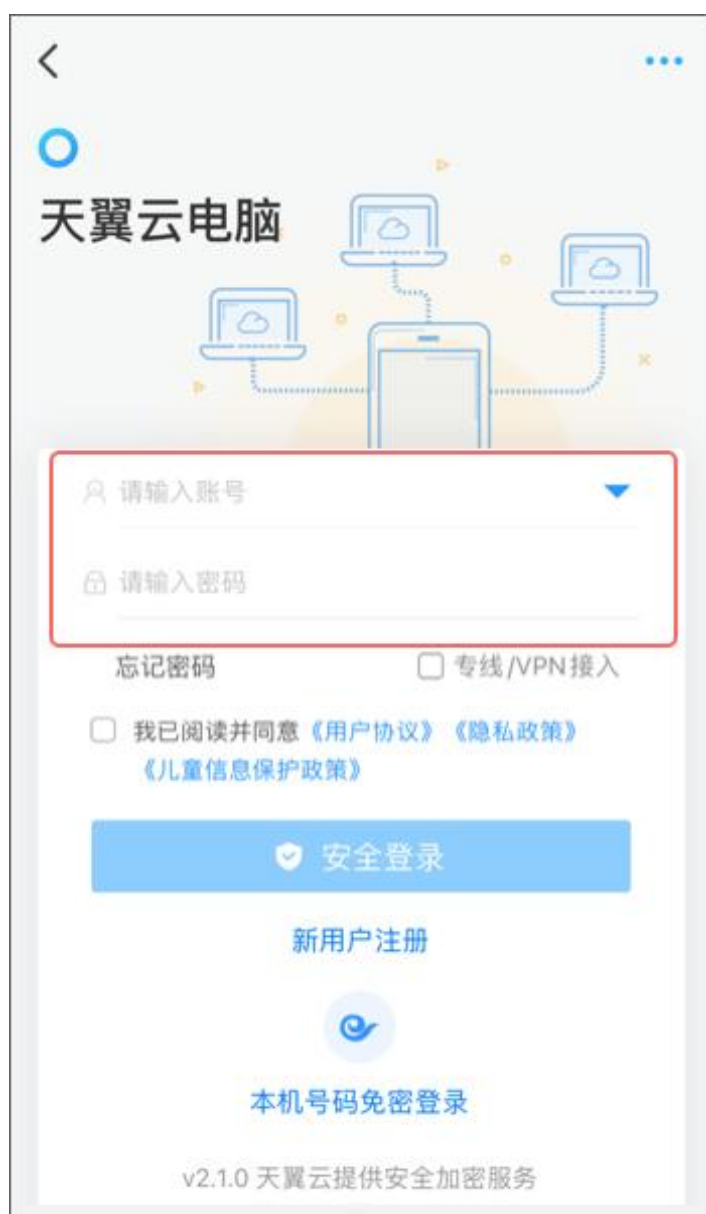 天翼云电脑
请输入账号
请输入密码
忘记密码 专线/VPN接入
我已阅读并同意《用户协议》《隐私政策》
《儿童信息保护政策》
安全登录
新用户注册
本机号码免密登录
v2.1.0 天翼云提供安全加密服务